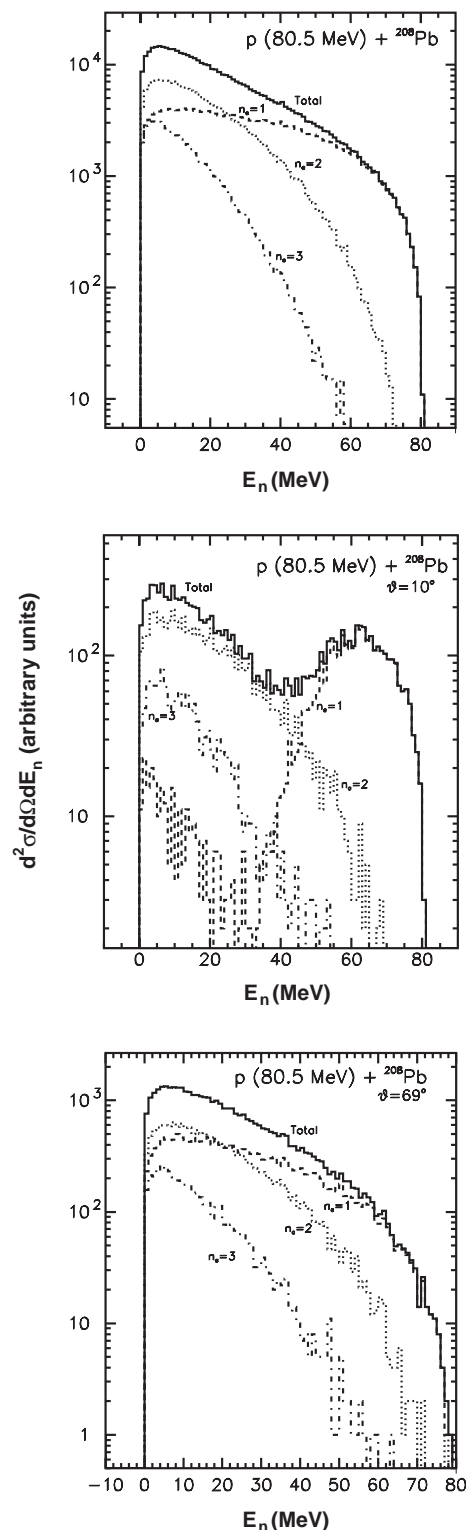 p (80.5 MeV) + ²⁰⁸Pb
10⁴
Total
nₑ=1
10³
nₑ=2
nₑ=3
10²
10
0 20 40 60 80
Eₙ (MeV)
p (80.5 MeV) + ²⁰⁸Pb
ϑ=10°
Total
10²
nₑ=3
nₑ=1
nₑ=2
10
0 20 40 60 80
Eₙ (MeV)
d²σ/dΩdEₙ (arbitrary units)
p (80.5 MeV) + ²⁰⁸Pb
ϑ=69°
10³
Total
10²
nₑ=1
nₑ=2
nₑ=3
10
1
−10 0 10 20 30 40 50 60 70 80
Eₙ (MeV)